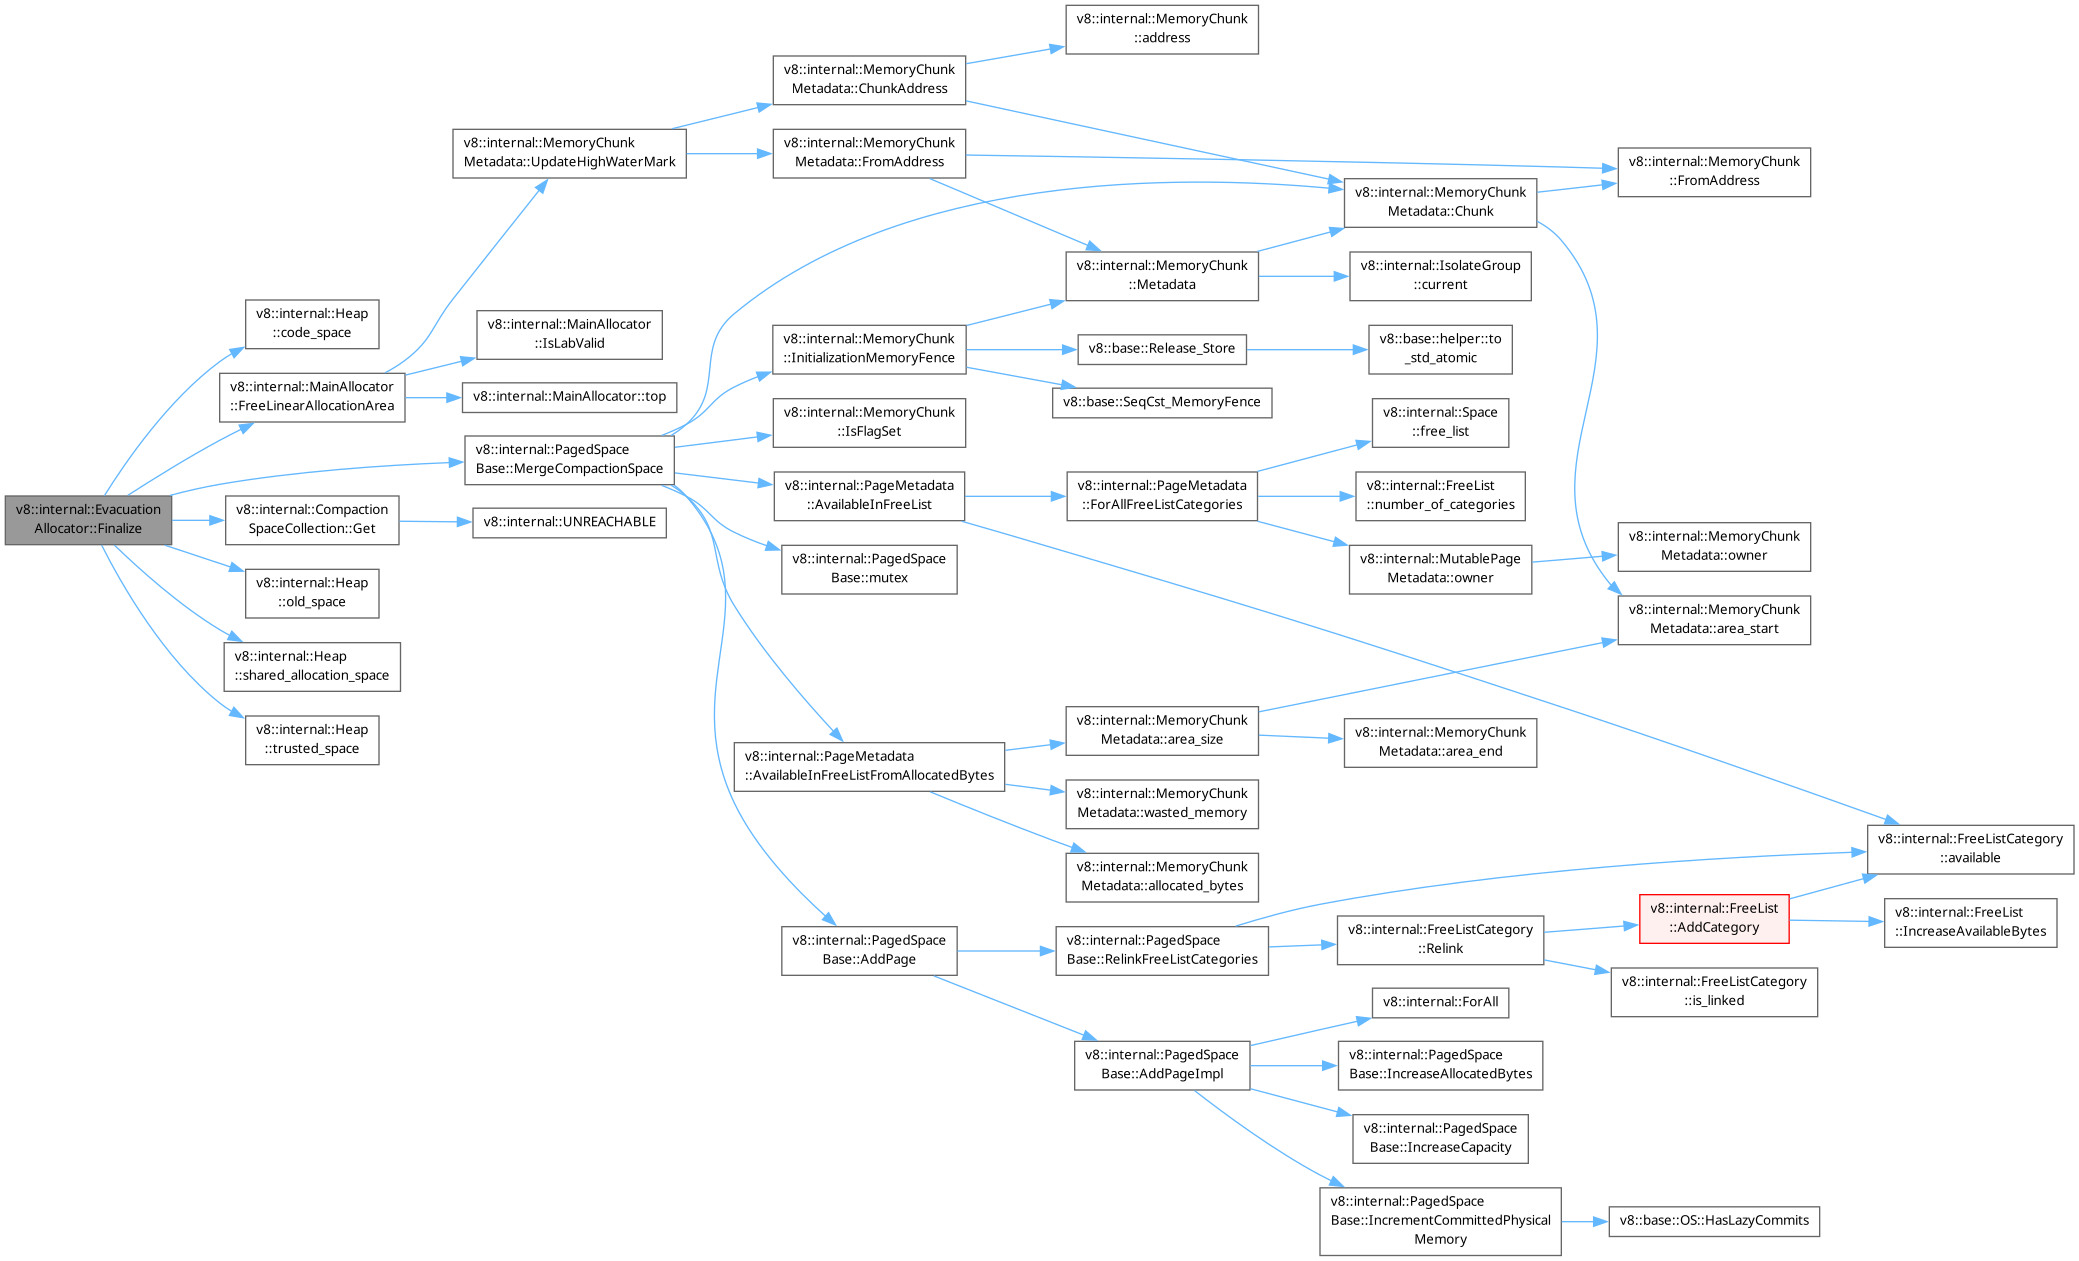 v8::internal::Evacuation
Allocator::Finalize
v8::internal::Heap
::code_space
v8::internal::MainAllocator
::FreeLinearAllocationArea
v8::internal::Compaction
SpaceCollection::Get
v8::internal::Heap
::old_space
v8::internal::Heap
::shared_allocation_space
v8::internal::Heap
::trusted_space
v8::internal::MemoryChunk
Metadata::UpdateHighWaterMark
v8::internal::MainAllocator
::IsLabValid
v8::internal::MainAllocator::top
v8::internal::PagedSpace
Base::MergeCompactionSpace
v8::internal::UNREACHABLE
v8::internal::MemoryChunk
Metadata::ChunkAddress
v8::internal::MemoryChunk
Metadata::FromAddress
v8::internal::MemoryChunk
::InitializationMemoryFence
v8::internal::MemoryChunk
::IsFlagSet
v8::internal::PageMetadata
::AvailableInFreeList
v8::internal::PagedSpace
Base::mutex
v8::internal::PageMetadata
::AvailableInFreeListFromAllocatedBytes
v8::internal::PagedSpace
Base::AddPage
v8::internal::MemoryChunk
::address
v8::internal::MemoryChunk
::Metadata
v8::base::Release_Store
v8::base::SeqCst_MemoryFence
v8::internal::PageMetadata
::ForAllFreeListCategories
v8::internal::MemoryChunk
Metadata::area_size
v8::internal::MemoryChunk
Metadata::wasted_memory
v8::internal::MemoryChunk
Metadata::allocated_bytes
v8::internal::PagedSpace
Base::RelinkFreeListCategories
v8::internal::PagedSpace
Base::AddPageImpl
v8::internal::MemoryChunk
Metadata::Chunk
v8::internal::IsolateGroup
::current
v8::base::helper::to
_std_atomic
v8::internal::Space
::free_list
v8::internal::FreeList
::number_of_categories
v8::internal::MutablePage
Metadata::owner
v8::internal::MemoryChunk
Metadata::area_end
v8::internal::FreeListCategory
::Relink
v8::internal::ForAll
v8::internal::PagedSpace
Base::IncreaseAllocatedBytes
v8::internal::PagedSpace
Base::IncreaseCapacity
v8::internal::PagedSpace
Base::IncrementCommittedPhysical
Memory
v8::internal::MemoryChunk
::FromAddress
v8::internal::MemoryChunk
Metadata::owner
v8::internal::MemoryChunk
Metadata::area_start
v8::internal::FreeList
::AddCategory
v8::internal::FreeListCategory
::is_linked
v8::base::OS::HasLazyCommits
v8::internal::FreeListCategory
::available
v8::internal::FreeList
::IncreaseAvailableBytes